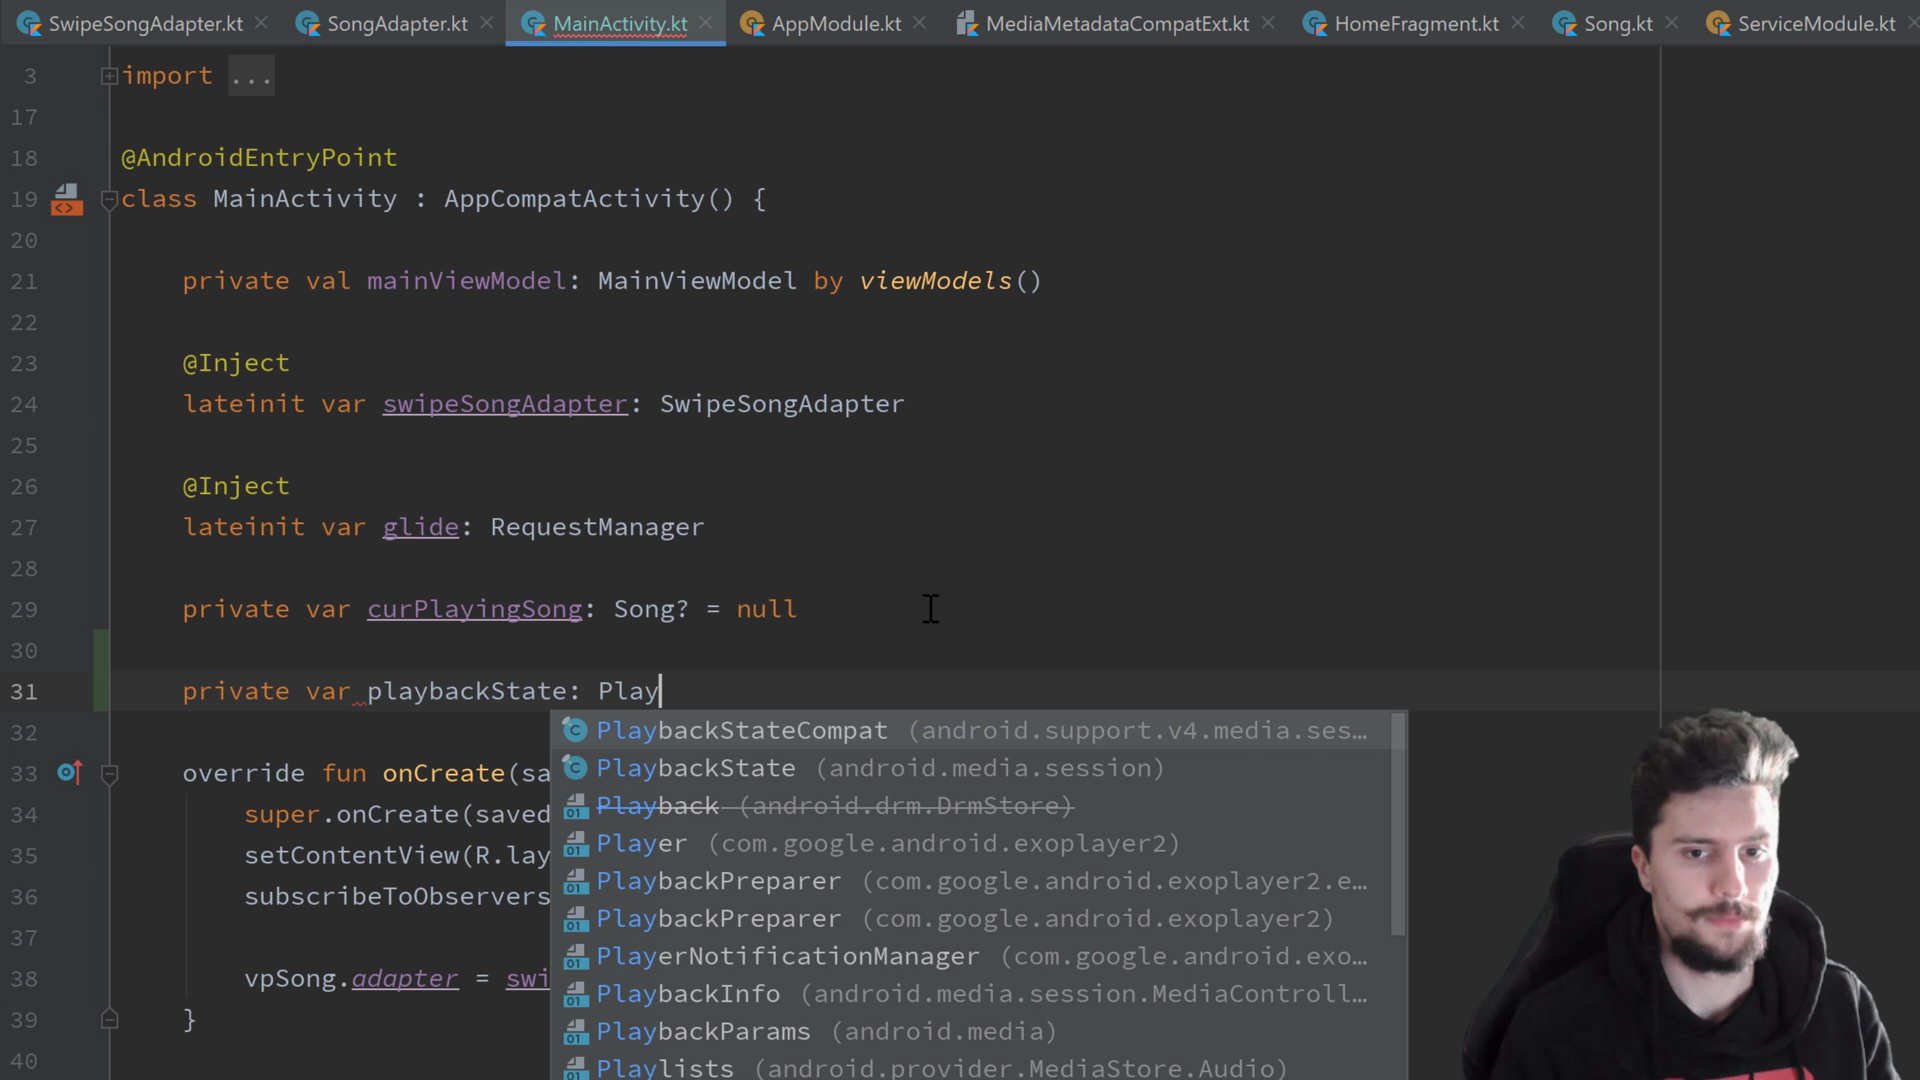 SwipeSongAdapter.kt SongAdapter.kt MainActivity.kt AppModule.kt MediaMetadataCompatExt.kt HomeFragment.kt Song.kt ServiceModule.kt
3 import ...
17
18 @AndroidEntryPoint
19 class MainActivity : AppCompatActivity() {
20
21 private val mainViewModel: MainViewModel by viewModels()
22
23 @Inject
24 lateinit var swipeSongAdapter: SwipeSongAdapter
25
26 @Inject
27 lateinit var glide: RequestManager
28
29 private var curPlayingSong: Song? = null
30
31 private var playbackState: Play
PlaybackStateCompat (android.support.v4.media.ses...
32
PlaybackState (android.media.session)
33 override fun onCreate(sa
Playback (android.drm.DrmStore)
34 super.onCreate(saved
Player (com.google.android.exoplayer2)
35 setContentView(R.lay
PlaybackPreparer (com.google.android.exoplayer2.e...
36 subscribeToObservers
PlaybackPreparer (com.google.android.exoplayer2)
37
PlayerNotificationManager (com.google.android.exo...
38 vpSong.adapter = swi
PlaybackInfo (android.media.session.MediaControll...
39 }
PlaybackParams (android.media)
40
Playlists (android.provider.MediaStore.Audio)